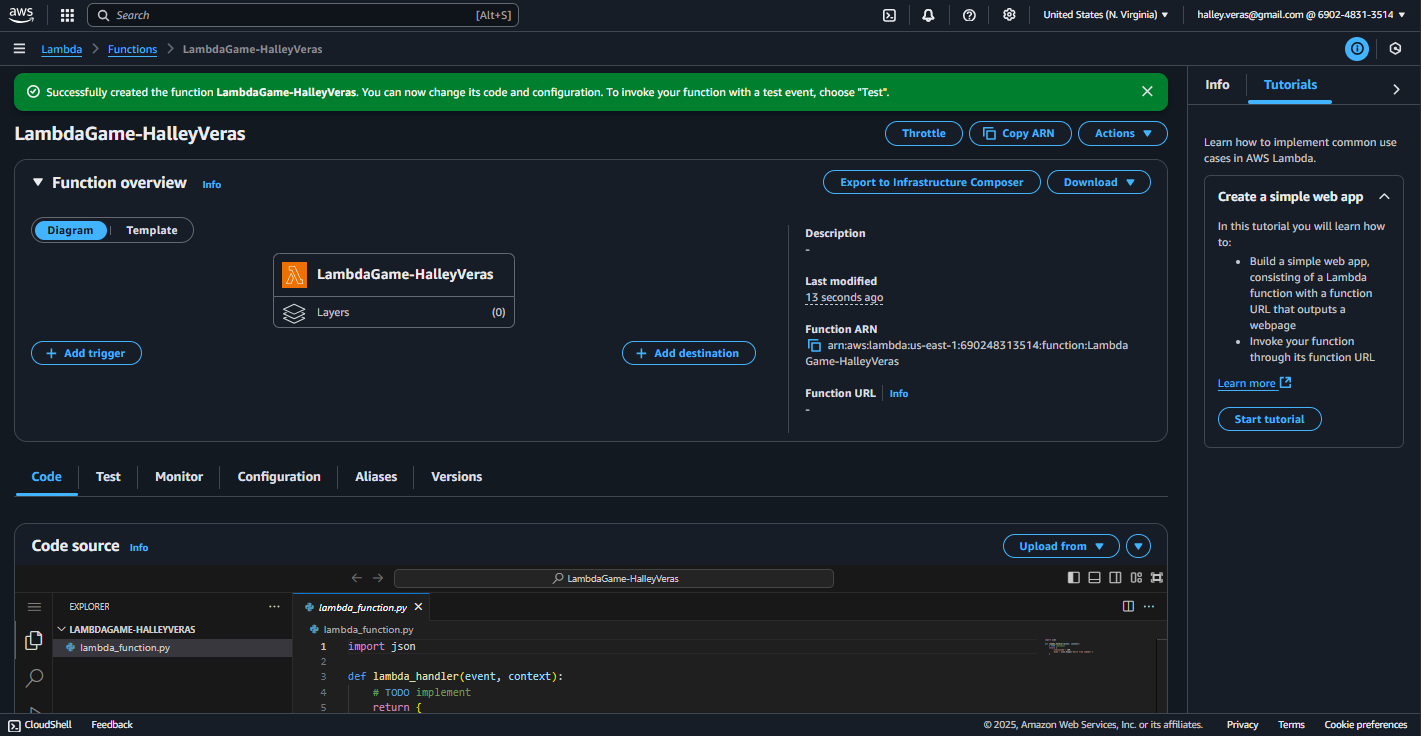 aws
Search [Alt+S]
United States (N. Virginia)
halley.veras@gmail.com @ 6902-4831-3514
Lambda
Functions
LambdaGame-HalleyVeras
Successfully created the function LambdaGame-HalleyVeras. You can now change its code and configuration. To invoke your function with a test event, choose "Test".
LambdaGame-HalleyVeras
Throttle
Copy ARN
Actions
Function overview Info
Export to Infrastructure Composer
Download
Diagram
Template
LambdaGame-HalleyVeras
Layers (0)
+ Add trigger
+ Add destination
Description
-
Last modified
13 seconds ago
Function ARN
arn:aws:lambda:us-east-1:690248313514:function:Lambda
Game-HalleyVeras
Function URL Info
-
Code
Test
Monitor
Configuration
Aliases
Versions
Code source Info
Upload from
LambdaGame-HalleyVeras
EXPLORER
LAMBDAGAME-HALLEYVERAS
lambda_function.py
lambda_function.py
lambda_function.py
1 import json
2
3 def lambda_handler(event, context):
4 # TODO implement
5 return {
Info
Tutorials
Learn how to implement common use
cases in AWS Lambda.
Create a simple web app
In this tutorial you will learn how
to:
• Build a simple web app,
consisting of a Lambda
function with a function
URL that outputs a
webpage
• Invoke your function
through its function URL
Learn more
Start tutorial
CloudShell
Feedback
© 2025, Amazon Web Services, Inc. or its affiliates.
Privacy
Terms
Cookie preferences